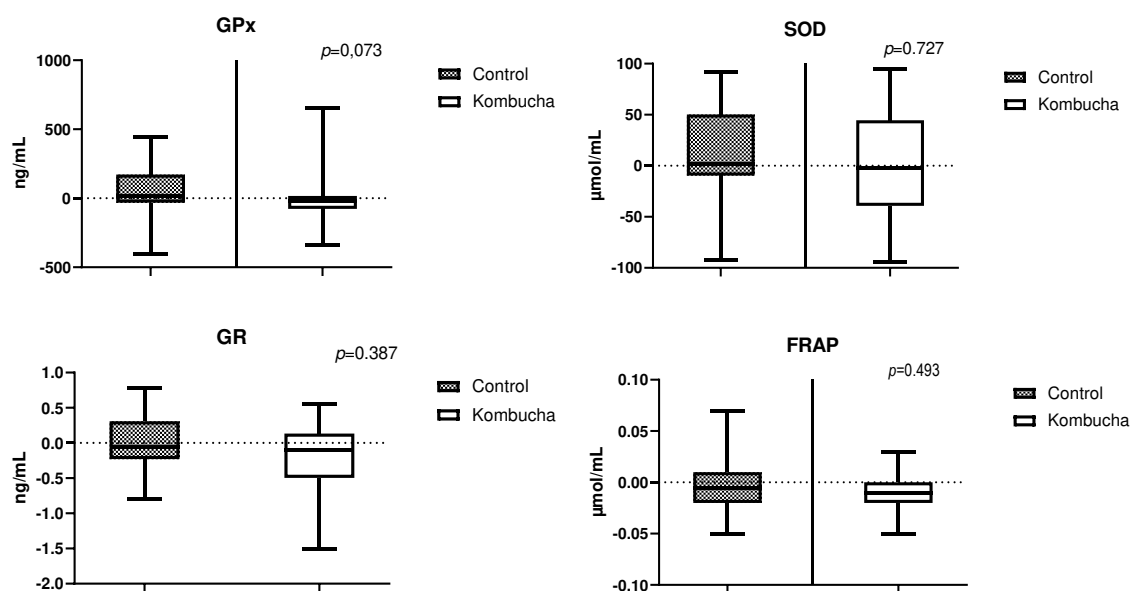 GPx
p=0,073
1000
500
0
-500
ng/mL
Control
Kombucha
SOD
p=0.727
100
50
0
-50
-100
µmol/mL
Control
Kombucha
GR
p=0.387
1.0
0.5
0.0
-0.5
-1.0
-1.5
-2.0
ng/mL
Control
Kombucha
FRAP
p=0.493
0.10
0.05
0.00
-0.05
-0.10
µmol/mL
Control
Kombucha